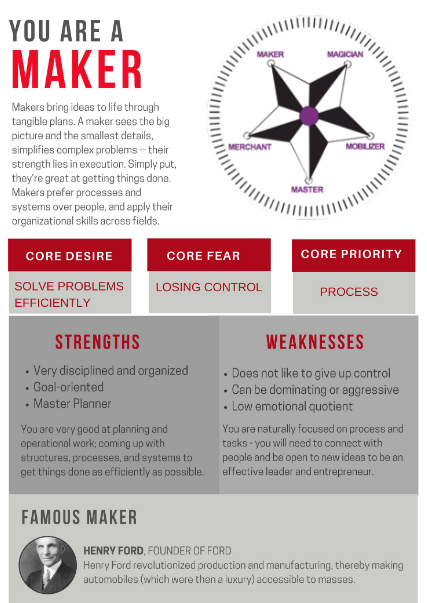 YOU ARE A
MAKER
Makers bring ideas to life through
tangible plans. A maker sees the big
picture and the smallest details,
simplifies complex problems -- their
strength lies in execution. Simply put,
they're great at getting things done.
Makers prefer processes and
systems over people, and apply their
organizational skills across fields.
MAKER
MAGICIAN
MERCHANT
MOBILIZER
MASTER
CORE DESIRE
SOLVE PROBLEMS
EFFICIENTLY
CORE FEAR
LOSING CONTROL
CORE PRIORITY
PROCESS
STRENGTHS
• Very disciplined and organized
• Goal-oriented
• Master Planner
You are very good at planning and
operational work; coming up with
structures, processes, and systems to
get things done as efficiently as possible.
WEAKNESSES
• Does not like to give up control
• Can be dominating or aggressive
• Low emotional quotient
You are naturally focused on process and
tasks - you will need to connect with
people and be open to new ideas to be an
effective leader and entrepreneur.
FAMOUS MAKER
HENRY FORD, FOUNDER OF FORD
Henry Ford revolutionized production and manufacturing, thereby making
automobiles (which were then a luxury) accessible to masses.